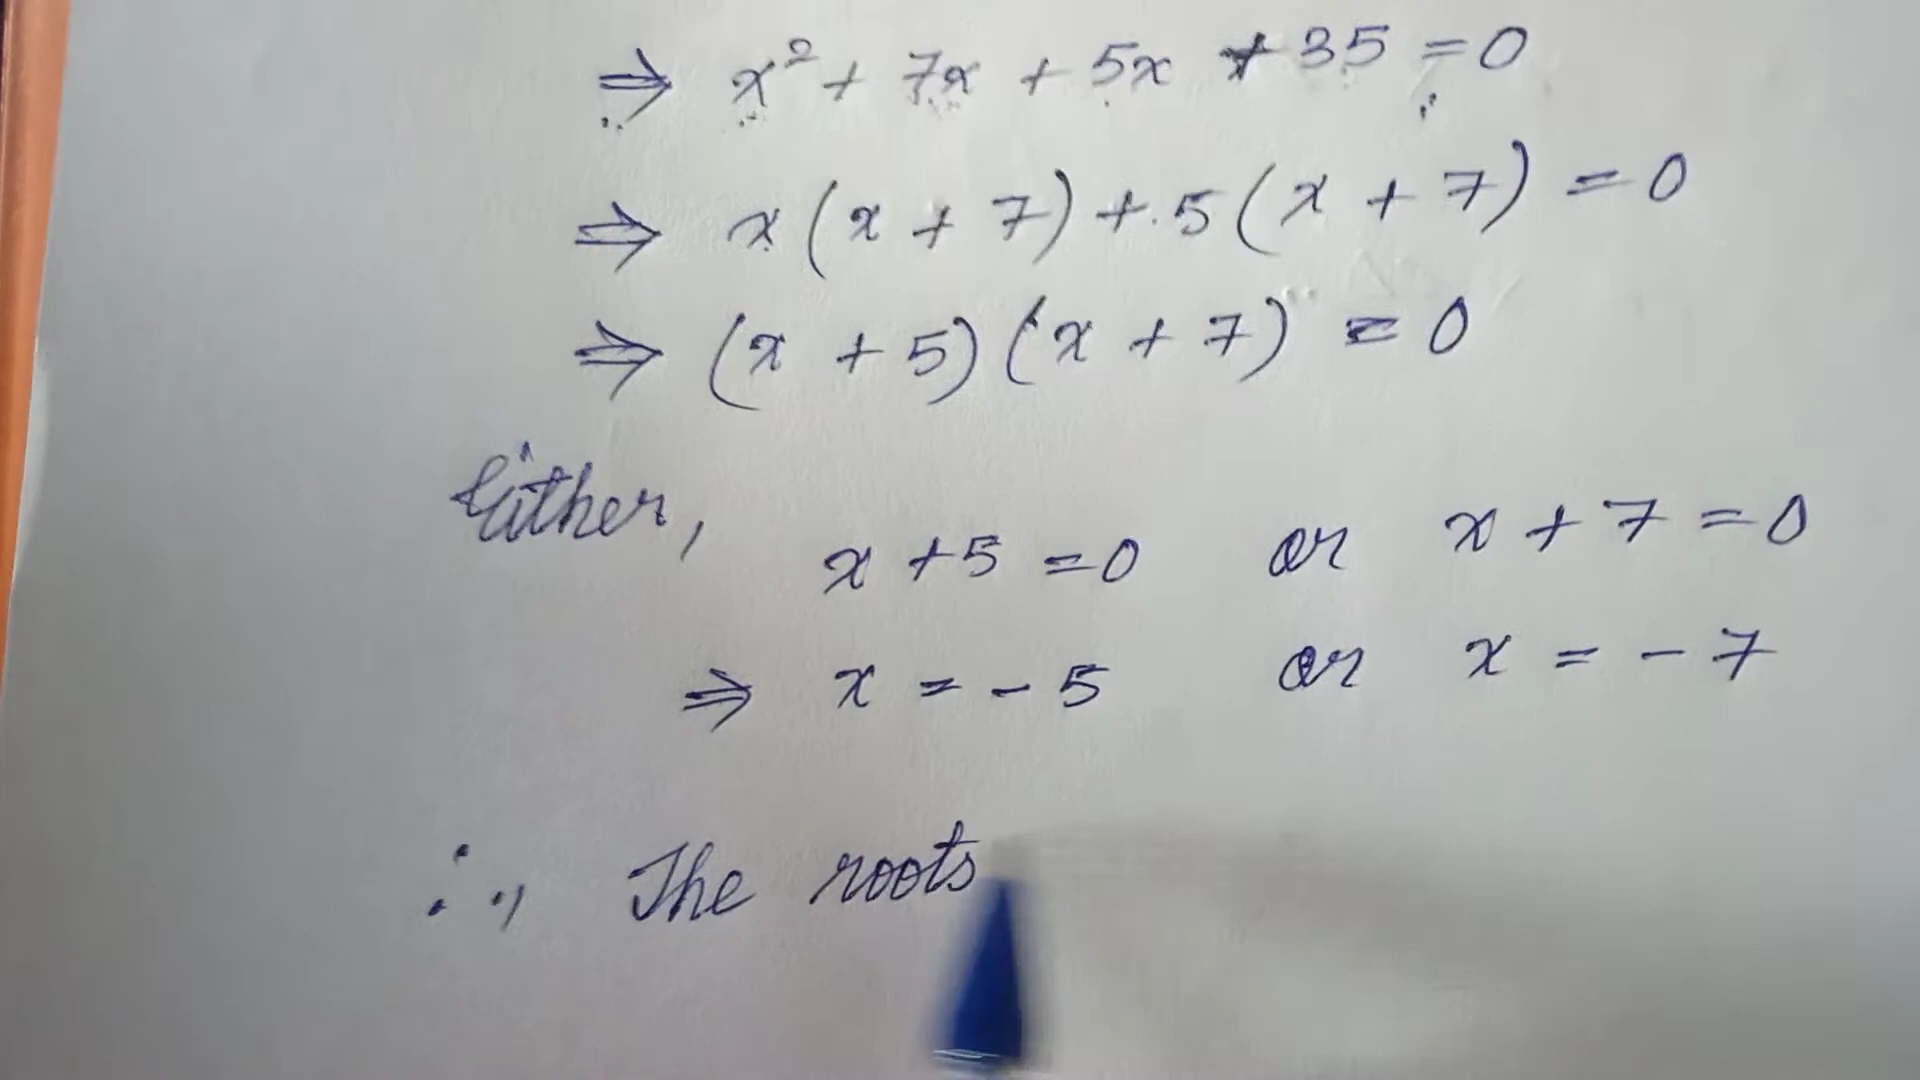 ⇒ x² + 7x + 5x + 35 = 0
⇒ x(x + 7) + 5(x + 7) = 0
⇒ (x + 5)(x + 7) = 0
Either,
x + 5 = 0 or x + 7 = 0
⇒ x = - 5 or x = - 7
∴, The roots